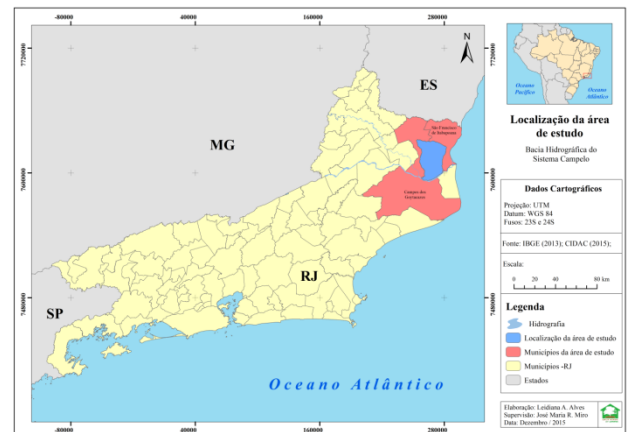 -80000 40000 160000 280000
7720000
7600000
7480000
N
ES
MG
RJ
SP
São Francisco
de Itabapoana
Campos dos
Goytacazes
Oceano Atlântico
-80000 40000 160000 280000
7720000
7600000
7480000
Oceano
Pacífico
Oceano
Atlântico
Localização da área
de estudo
Bacia Hidrográfica do
Sistema Campelo
Dados Cartográficos
Projeção: UTM
Datum: WGS 84
Fusos: 23S e 24S
Fonte: IBGE (2013); CIDAC (2015);
Escala:
0 20 40 60 80 km
Legenda
Hidrografia
Localização da área de estudo
Municípios da área de estudo
Municípios -RJ
Estados
Elaboração: Leidiana A. Alves
Supervisão: José Maria R. Miro
Data: Dezembro / 2015